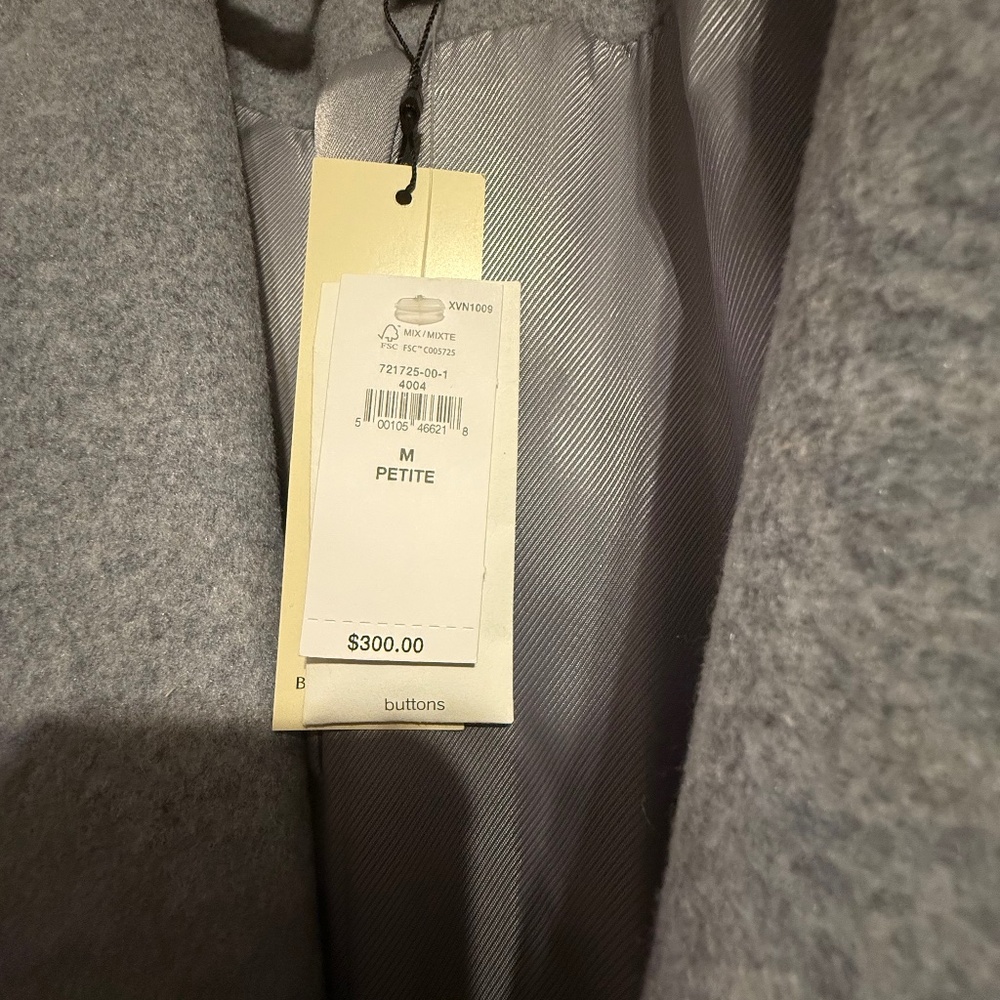 XVN1009
MIX/MIXTE
FSC FSC™ C005725
721725-00-1
4004
5 00105 46621 8
M
PETITE
$300.00
B
buttons